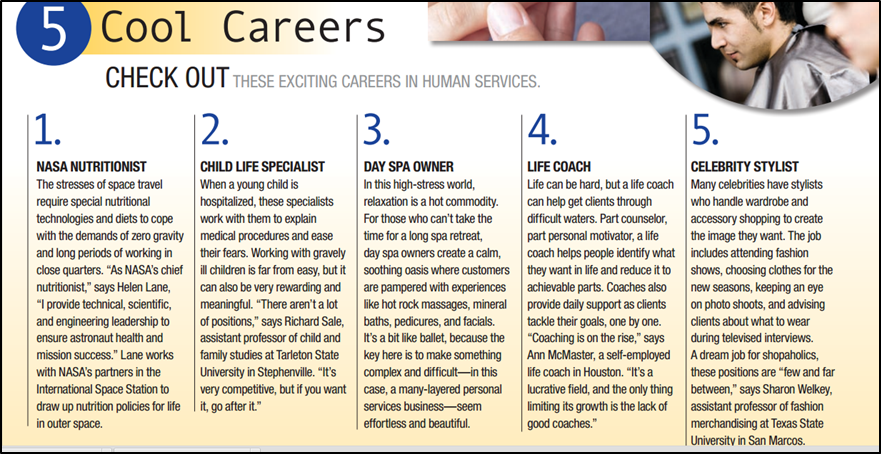 5 Cool Careers
CHECK OUT THESE EXCITING CAREERS IN HUMAN SERVICES.
1.
NASA NUTRITIONIST
The stresses of space travel
require special nutritional
technologies and diets to cope
with the demands of zero gravity
and long periods of working in
close quarters. “As NASA’s chief
nutritionist,” says Helen Lane,
“I provide technical, scientific,
and engineering leadership to
ensure astronaut health and
mission success.” Lane works
with NASA’s partners in the
International Space Station to
draw up nutrition policies for life
in outer space.
2.
CHILD LIFE SPECIALIST
When a young child is
hospitalized, these specialists
work with them to explain
medical procedures and ease
their fears. Working with gravely
ill children is far from easy, but it
can also be very rewarding and
meaningful. “There aren’t a lot
of positions,” says Richard Sale,
assistant professor of child and
family studies at Tarleton State
University in Stephenville. “It’s
very competitive, but if you want
it, go after it.”
3.
DAY SPA OWNER
In this high-stress world,
relaxation is a hot commodity.
For those who can’t take the
time for a long spa retreat,
day spa owners create a calm,
soothing oasis where customers
are pampered with experiences
like hot rock massages, mineral
baths, pedicures, and facials.
It’s a bit like ballet, because the
key here is to make something
complex and difficult—in this
case, a many-layered personal
services business—seem
effortless and beautiful.
4.
LIFE COACH
Life can be hard, but a life coach
can help get clients through
difficult waters. Part counselor,
part personal motivator, a life
coach helps people identify what
they want in life and reduce it to
achievable parts. Coaches also
provide daily support as clients
tackle their goals, one by one.
“Coaching is on the rise,” says
Ann McMaster, a self-employed
life coach in Houston. “It’s a
lucrative field, and the only thing
limiting its growth is the lack of
good coaches.”
5.
CELEBRITY STYLIST
Many celebrities have stylists
who handle wardrobe and
accessory shopping to create
the image they want. The job
includes attending fashion
shows, choosing clothes for the
new seasons, keeping an eye
on photo shoots, and advising
clients about what to wear
during televised interviews.
A dream job for shopaholics,
these positions are “few and far
between,” says Sharon Welkey,
assistant professor of fashion
merchandising at Texas State
University in San Marcos.